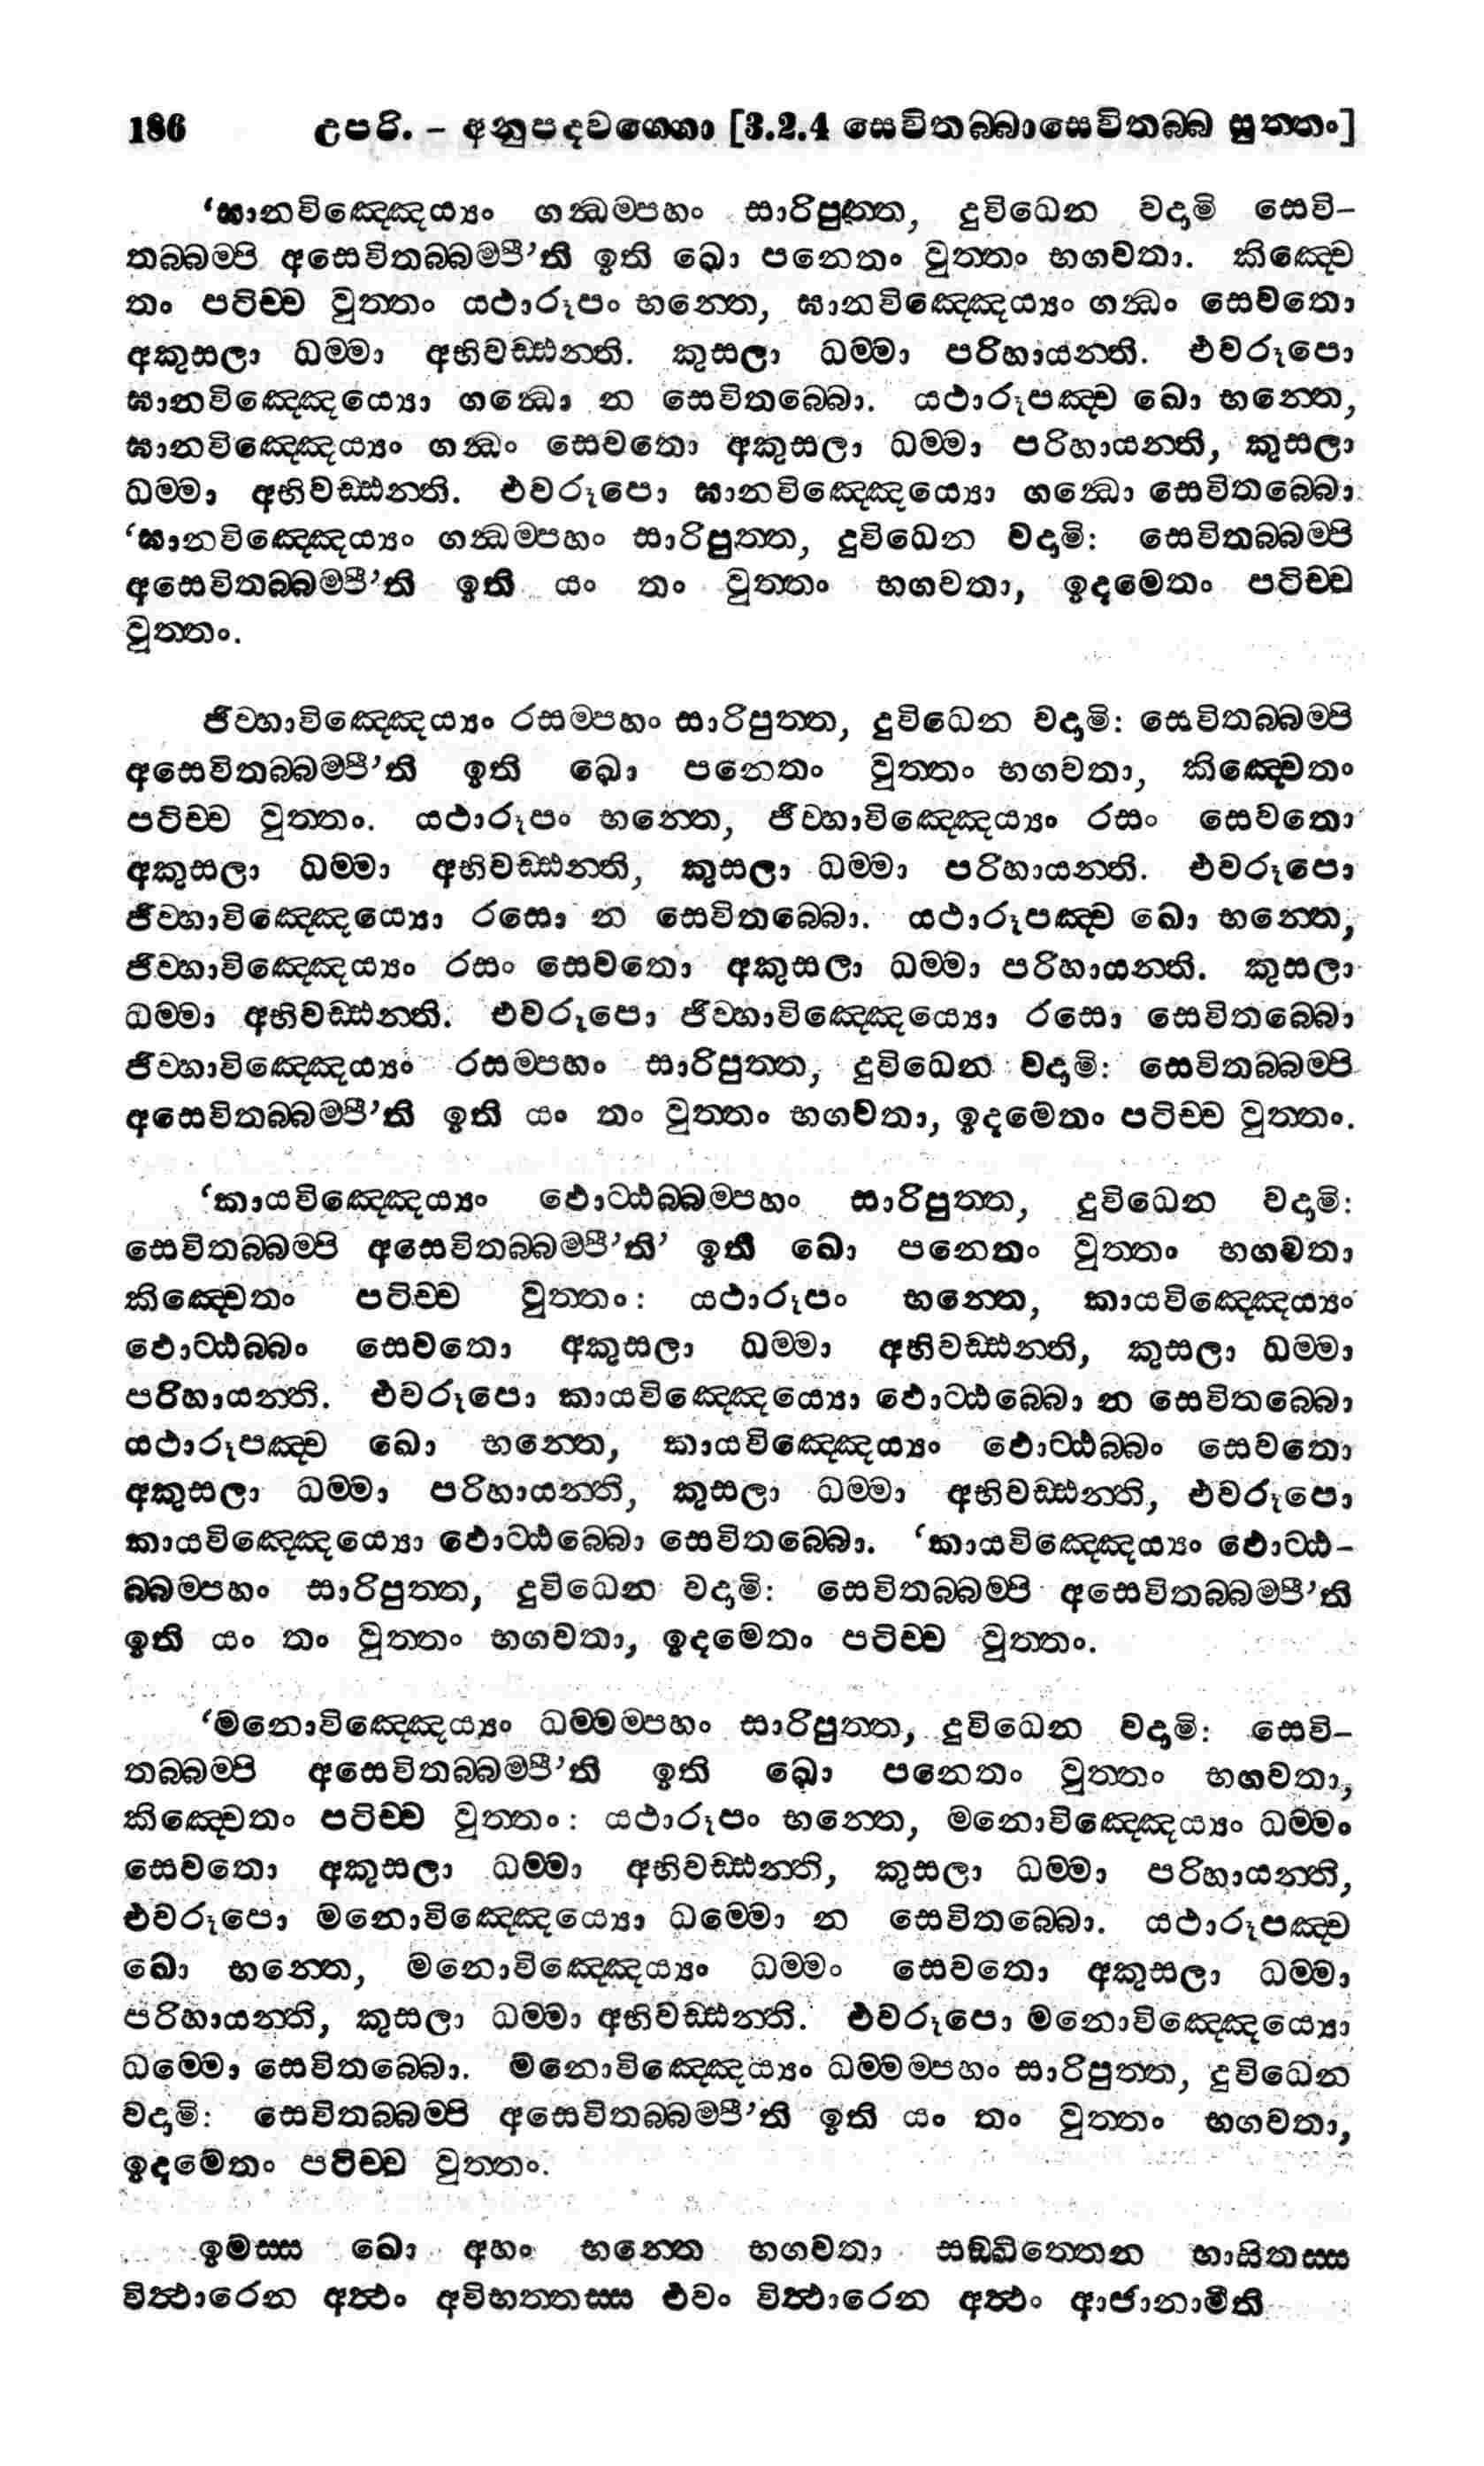 186 උපරි. – අනුපදවග්ගො [3.2.4 සෙවිතබ්බාසෙවිතබ්බ සුත්තං]
‘ඝානවිඤ්ඤෙය්‍යං ගන්ධම්පහං සාරිපුත්ත, දුවිධෙන වදාමි සෙවි–
තබ්බම්පි අසෙවිතබ්බම්පී’ති ඉති ඛො පනෙතං වුත්තං භගවතා. කිඤ්චෙ
තං පටිච්ච වුත්තං යථාරූපං භන්තෙ, ඝානවිඤ්ඤෙය්‍යං ගන්ධං සෙවතො
අකුසලා ධම්මා අභිවඩ්ඪන්ති. කුසලා ධම්මා පරිහායන්ති. එවරූපො
ඝානවිඤ්ඤෙය්‍යො ගන්ධො න සෙවිතබ්බො. යථාරූපඤ්ච ඛො භන්තෙ,
ඝානවිඤ්ඤෙය්‍යං ගන්ධං සෙවතො අකුසලා ධම්මා පරිහායන්ති, කුසලා
ධම්මා අභිවඩ්ඪන්ති. එවරූපො ඝානවිඤ්ඤෙය්‍යො ගන්ධො සෙවිතබ්බො
‘ඝානවිඤ්ඤෙය්‍යං ගන්ධම්පහං සාරිපුත්ත, දුවිධෙන වදාමි: සෙවිතබ්බම්පි
අසෙවිතබ්බම්පී’ති ඉති යං තං වුත්තං භගවතා, ඉදමෙතං පටිච්ච
වුත්තං.
ජිව්හාවිඤ්ඤෙය්‍යං රසම්පහං සාරිපුත්ත, දුවිධෙන වදාමි: සෙවිතබ්බම්පි
අසෙවිතබ්බම්පී’ති ඉති ඛො පනෙතං වුත්තං භගවතා, කිඤ්චෙතං
පටිච්ච වුත්තං. යථාරූපං භන්තෙ, ජිව්හාවිඤ්ඤෙය්‍යං රසං සෙවතො
අකුසලා ධම්මා අභිවඩ්ඪන්ති, කුසලා ධම්මා පරිහායන්ති. එවරූපො
ජිව්හාවිඤ්ඤෙය්‍යො රසො න සෙවිතබ්බො. යථාරූපඤ්ච ඛො භන්තෙ,
ජිව්හාවිඤ්ඤෙය්‍යං රසං සෙවතො අකුසලා ධම්මා පරිහායන්ති. කුසලා
ධම්මා අභිවඩ්ඪන්ති. එවරූපො ජිව්හාවිඤ්ඤෙය්‍යො රසො සෙවිතබ්බො
ජිව්හාවිඤ්ඤෙය්‍යං රසම්පහං සාරිපුත්ත, දුවිධෙන වදාමි: සෙවිතබ්බම්පි
අසෙවිතබ්බම්පී’ති ඉති යං තං වුත්තං භගවතා, ඉදමෙතං පටිච්ච වුත්තං.
‘කායවිඤ්ඤෙය්‍යං ඵොට්ඨබ්බම්පහං සාරිපුත්ත, දුවිධෙන වදාමි:
සෙවිතබ්බම්පි අසෙවිතබ්බම්පී’ති’ ඉතී ඛො පනෙතං වුත්තං භගවතා
කිඤ්චෙතං පටිච්ච වුත්තං: යථාරූපං භන්තෙ, කායවිඤ්ඤෙය්‍යං
ඵොට්ඨබ්බං සෙවතො අකුසලා ධම්මා අභිවඩ්ඪන්ති, කුසලා ධම්මා
පරිහායන්ති. එවරූපො කායවිඤ්ඤෙය්‍යො ඵොට්ඨබ්බො න සෙවිතබ්බො
යථාරූපඤ්ච ඛො භන්තෙ, කායවිඤ්ඤෙය්‍යං ඵොට්ඨබ්බං සෙවතො
අකුසලා ධම්මා පරිහායන්ති, කුසලා ධම්මා අභිවඩ්ඪන්ති, එවරූපො
කායවිඤ්ඤෙය්‍යො ඵොට්ඨබ්බො සෙවිතබ්බො. ‘කායවිඤ්ඤෙය්‍යං ඵොට්ඨ–
බ්බම්පහං සාරිපුත්ත, දුවිධෙන වදාමි: සෙවිතබ්බම්පි අසෙවිතබ්බම්පී’ති
ඉති යං තං වුත්තං භගවතා, ඉදමෙතං පටිච්ච වුත්තං.
‘මනොවිඤ්ඤෙය්‍යං ධම්මම්පහං සාරිපුත්ත, දුවිධෙන වදාමි: සෙවි–
තබ්බම්පි අසෙවිතබ්බම්පී’ති ඉති ඛො පනෙතං වුත්තං භගවතා,
කිඤ්චෙතං පටිච්ච වුත්තං: යථාරූපං භන්තෙ, මනොවිඤ්ඤෙය්‍යං ධම්මං
සෙවතො අකුසලා ධම්මා අභිවඩ්ඪන්ති, කුසලා ධම්මා පරිහායන්ති,
එවරූපො මනොවිඤ්ඤෙය්‍යො ධම්මො න සෙවිතබ්බො. යථාරූපඤ්ච
ඛො භන්තෙ, මනොවිඤ්ඤෙය්‍යං ධම්මං සෙවතො අකුසලා ධම්මා
පරිහායන්ති, කුසලා ධම්මා අභිවඩ්ඪන්ති. එවරූපො මනොවිඤ්ඤෙය්‍යො
ධම්මො සෙවිතබ්බො. මනොවිඤ්ඤෙය්‍යං ධම්මම්පහං සාරිපුත්ත, දුවිධෙන
වදාමි: සෙවිතබ්බම්පි අසෙවිතබ්බම්පී’ති ඉති යං තං වුත්තං භගවතා,
ඉදමෙතං පටිච්ච වුත්තං.
ඉමස්ස ඛො අහං භන්තෙ භගවතා සඞ්ඛිත්තෙන භාසිතස්ස
විත්ථාරෙන අත්ථං අවිභත්තස්ස එවං විත්ථාරෙන අත්ථං ආජානාමීති